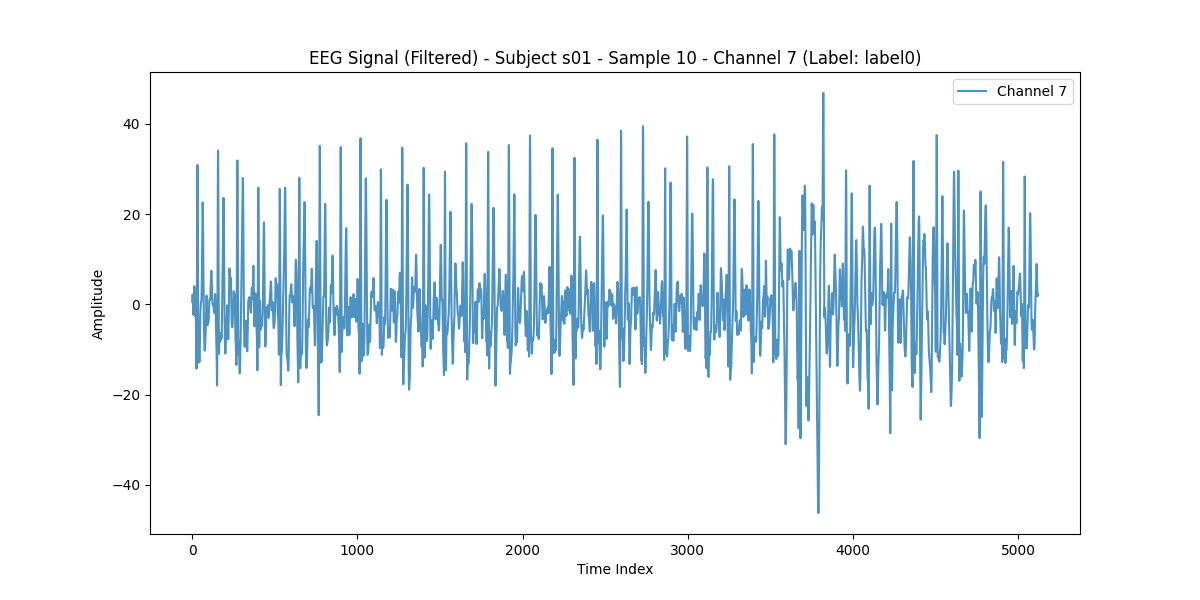 EEG Signal (Filtered) - Subject s01 - Sample 10 - Channel 7 (Label: label0)
Channel 7
40
20
0
−20
−40
Amplitude
0 1000 2000 3000 4000 5000
Time Index